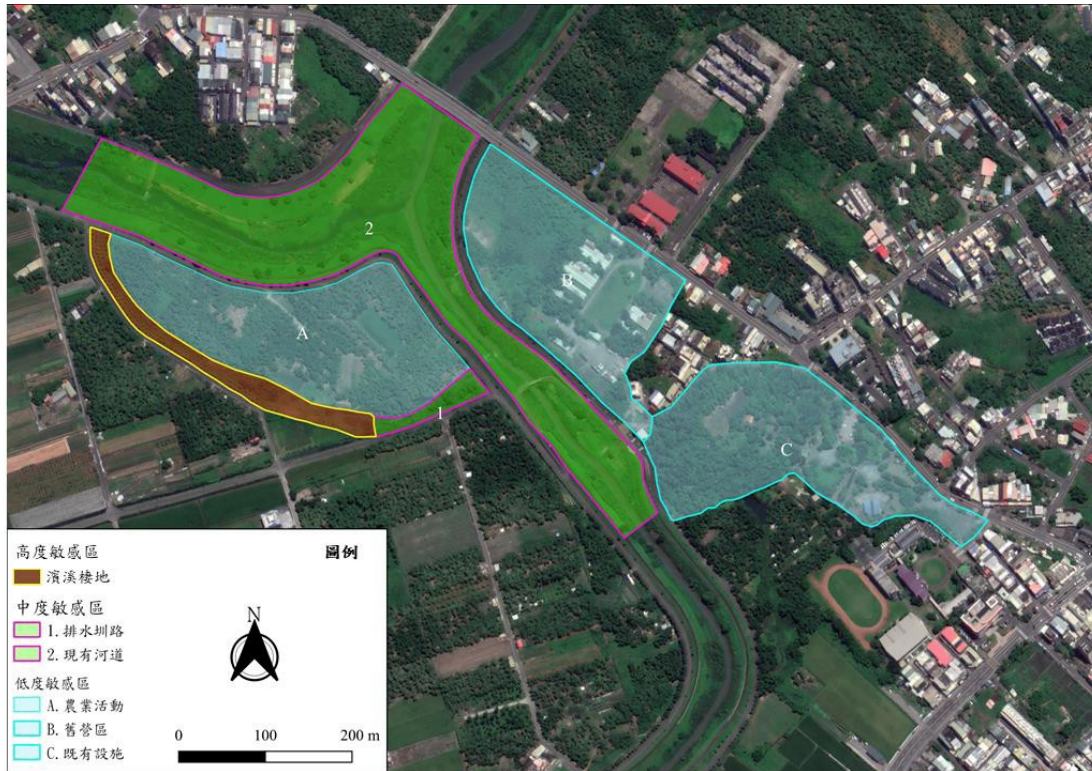 2
B
A
1
C
高度敏感區
圖例
濱溪棲地
中度敏感區
1. 排水圳路
2. 現有河道
低度敏感區
A. 農業活動
B. 舊營區
C. 既有設施
N
0 100 200 m